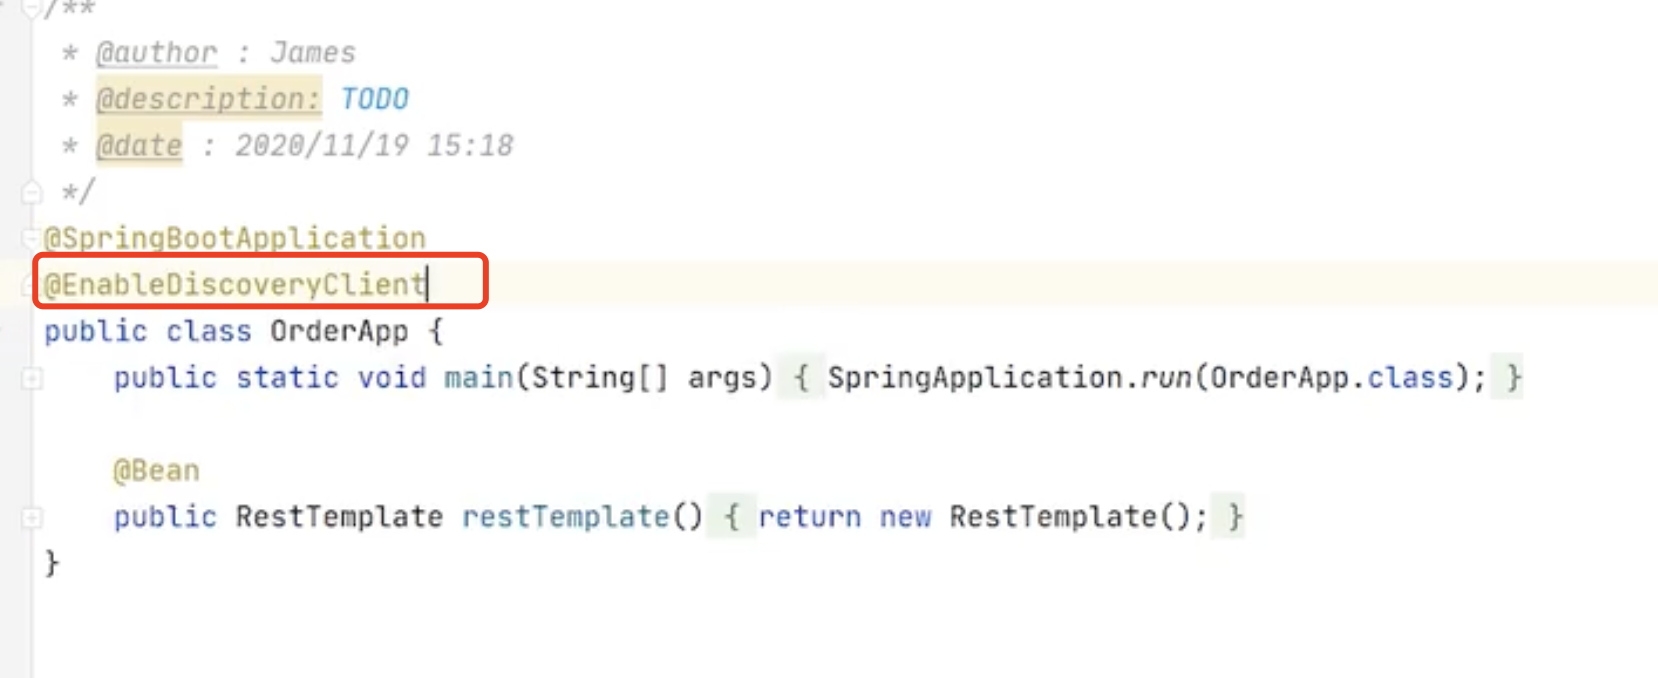 /**
* @author : James
* @description: TODO
* @date : 2020/11/19 15:18
*/
@SpringBootApplication
@EnableDiscoveryClient
public class OrderApp {
public static void main(String[] args) { SpringApplication.run(OrderApp.class); }
@Bean
public RestTemplate restTemplate() { return new RestTemplate(); }
}